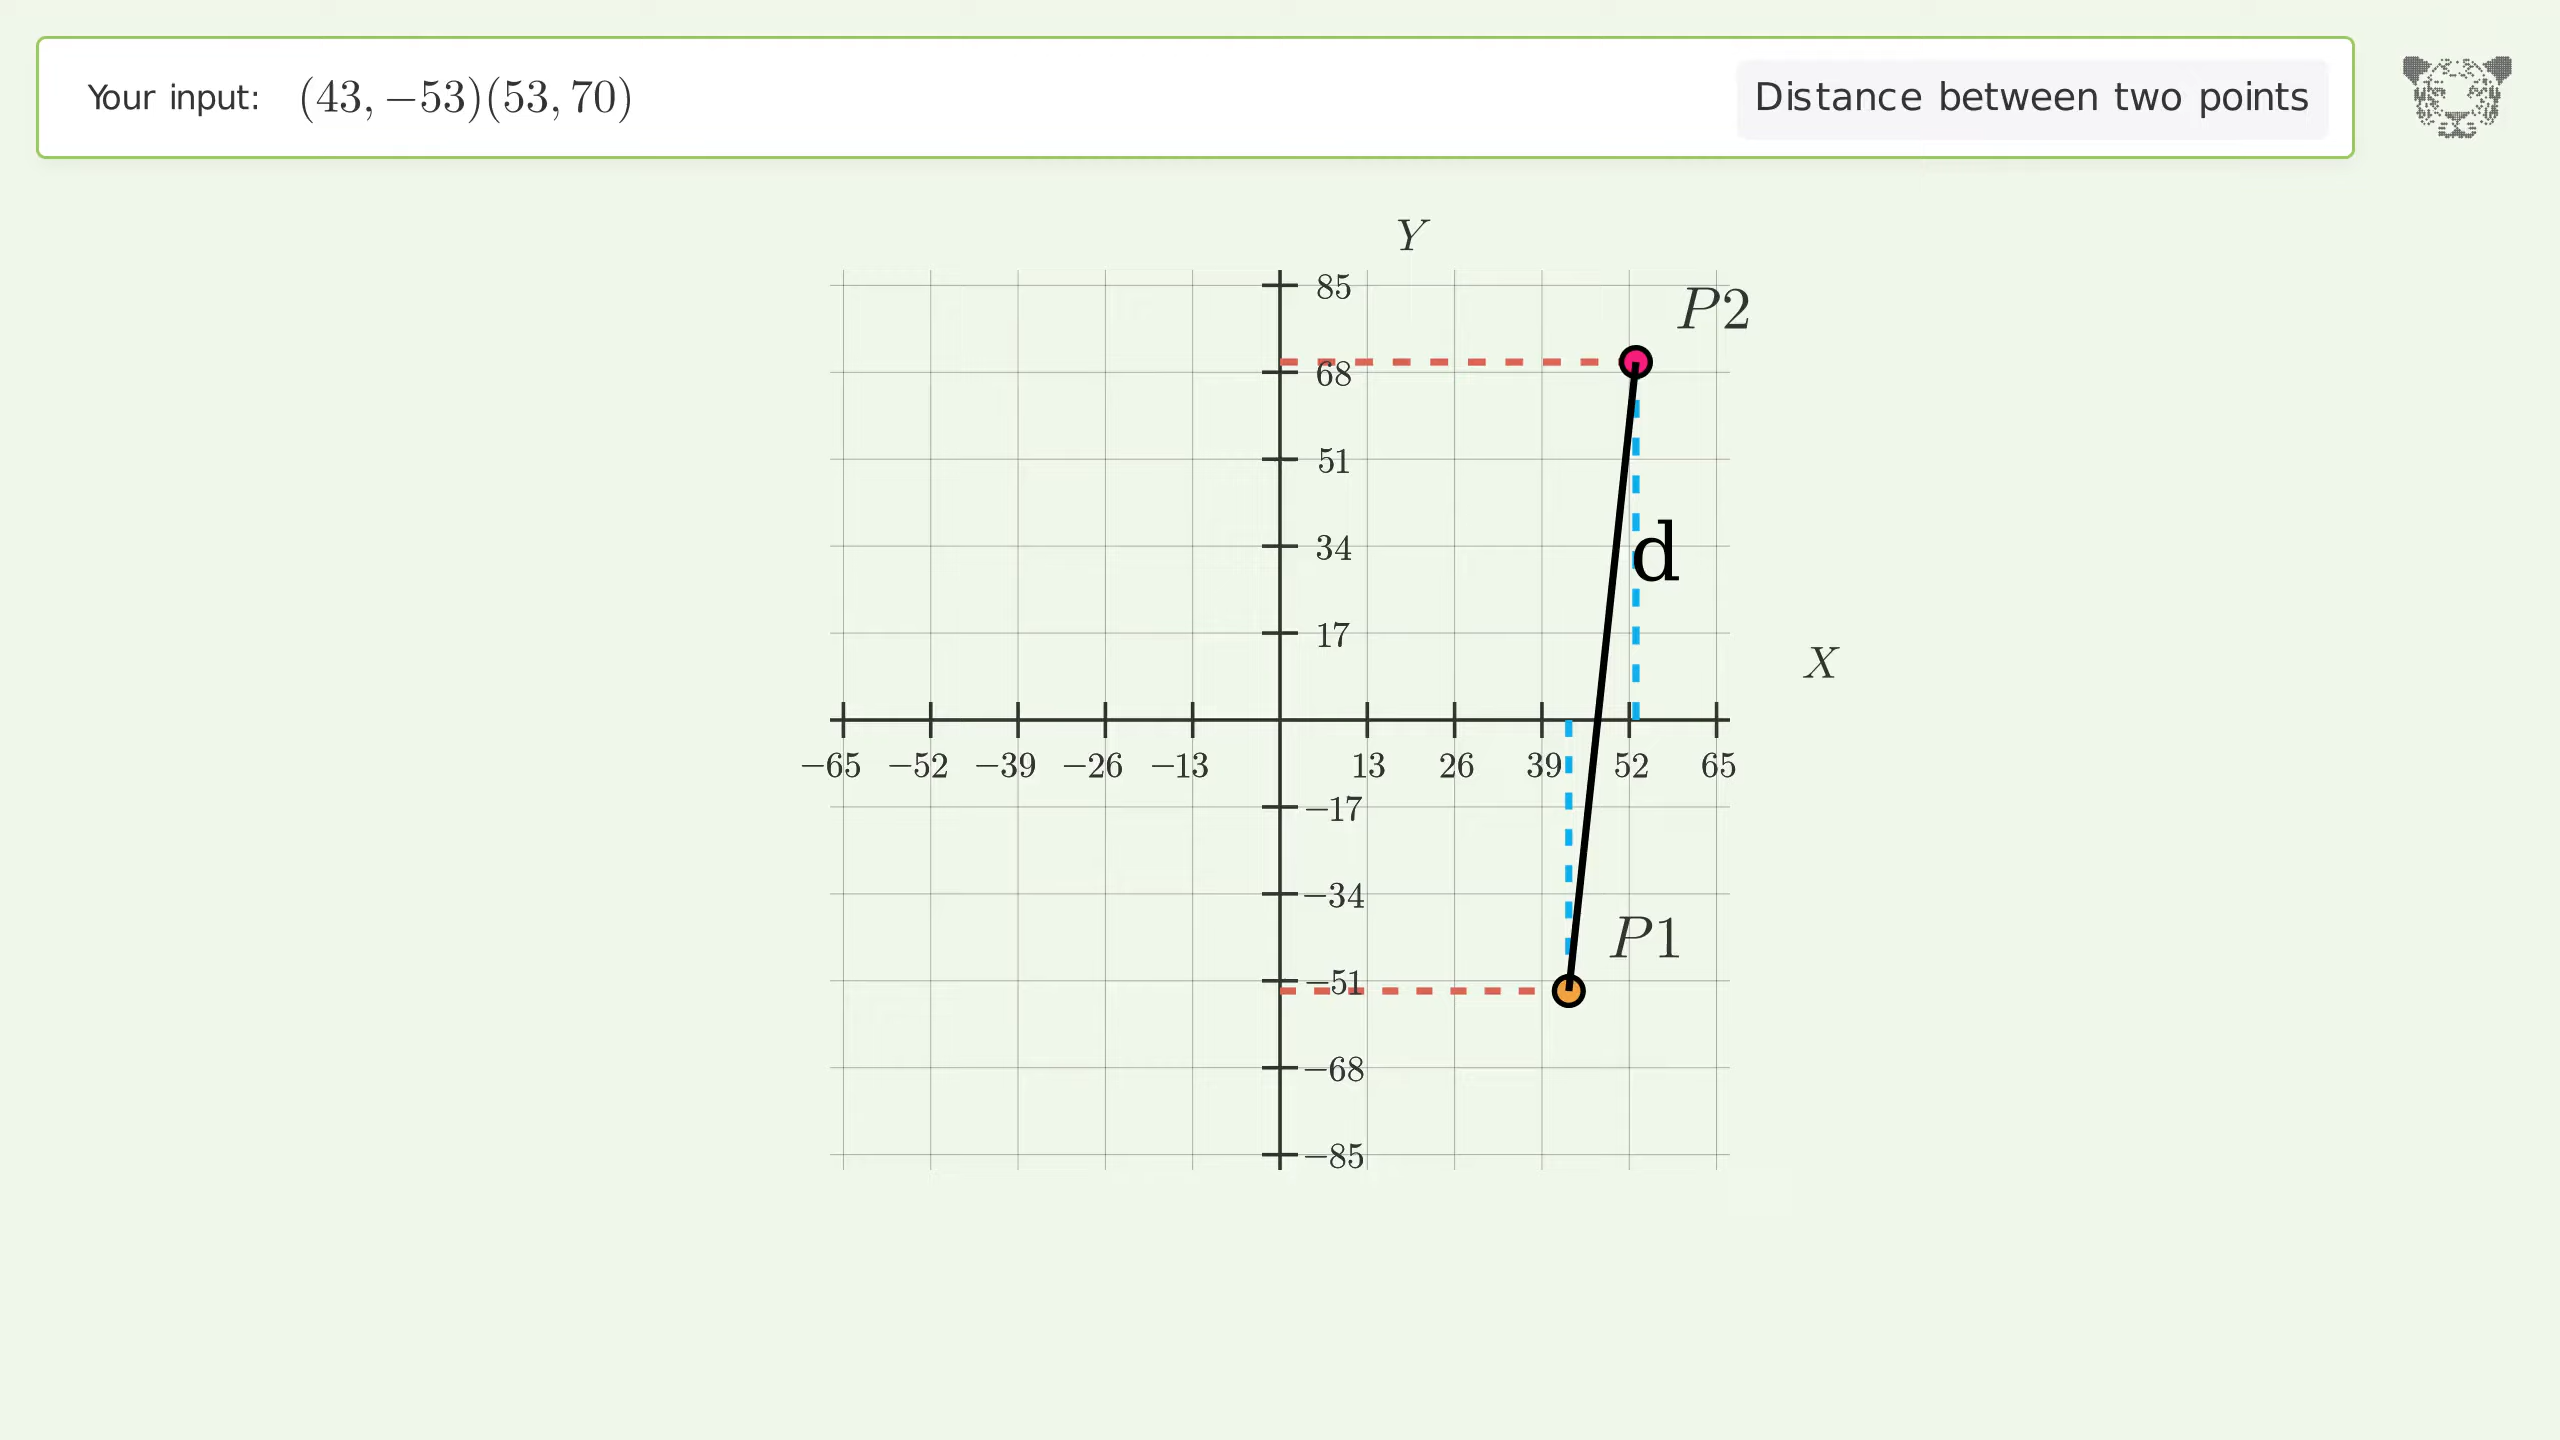 Your input: (43, −53)(53, 70)
Distance between two points
Y
85
P2
68
51
d
34
17
X
−65 −52 −39 −26 −13 13 26 39 52 65
−17
−34
P1
−51
−68
−85